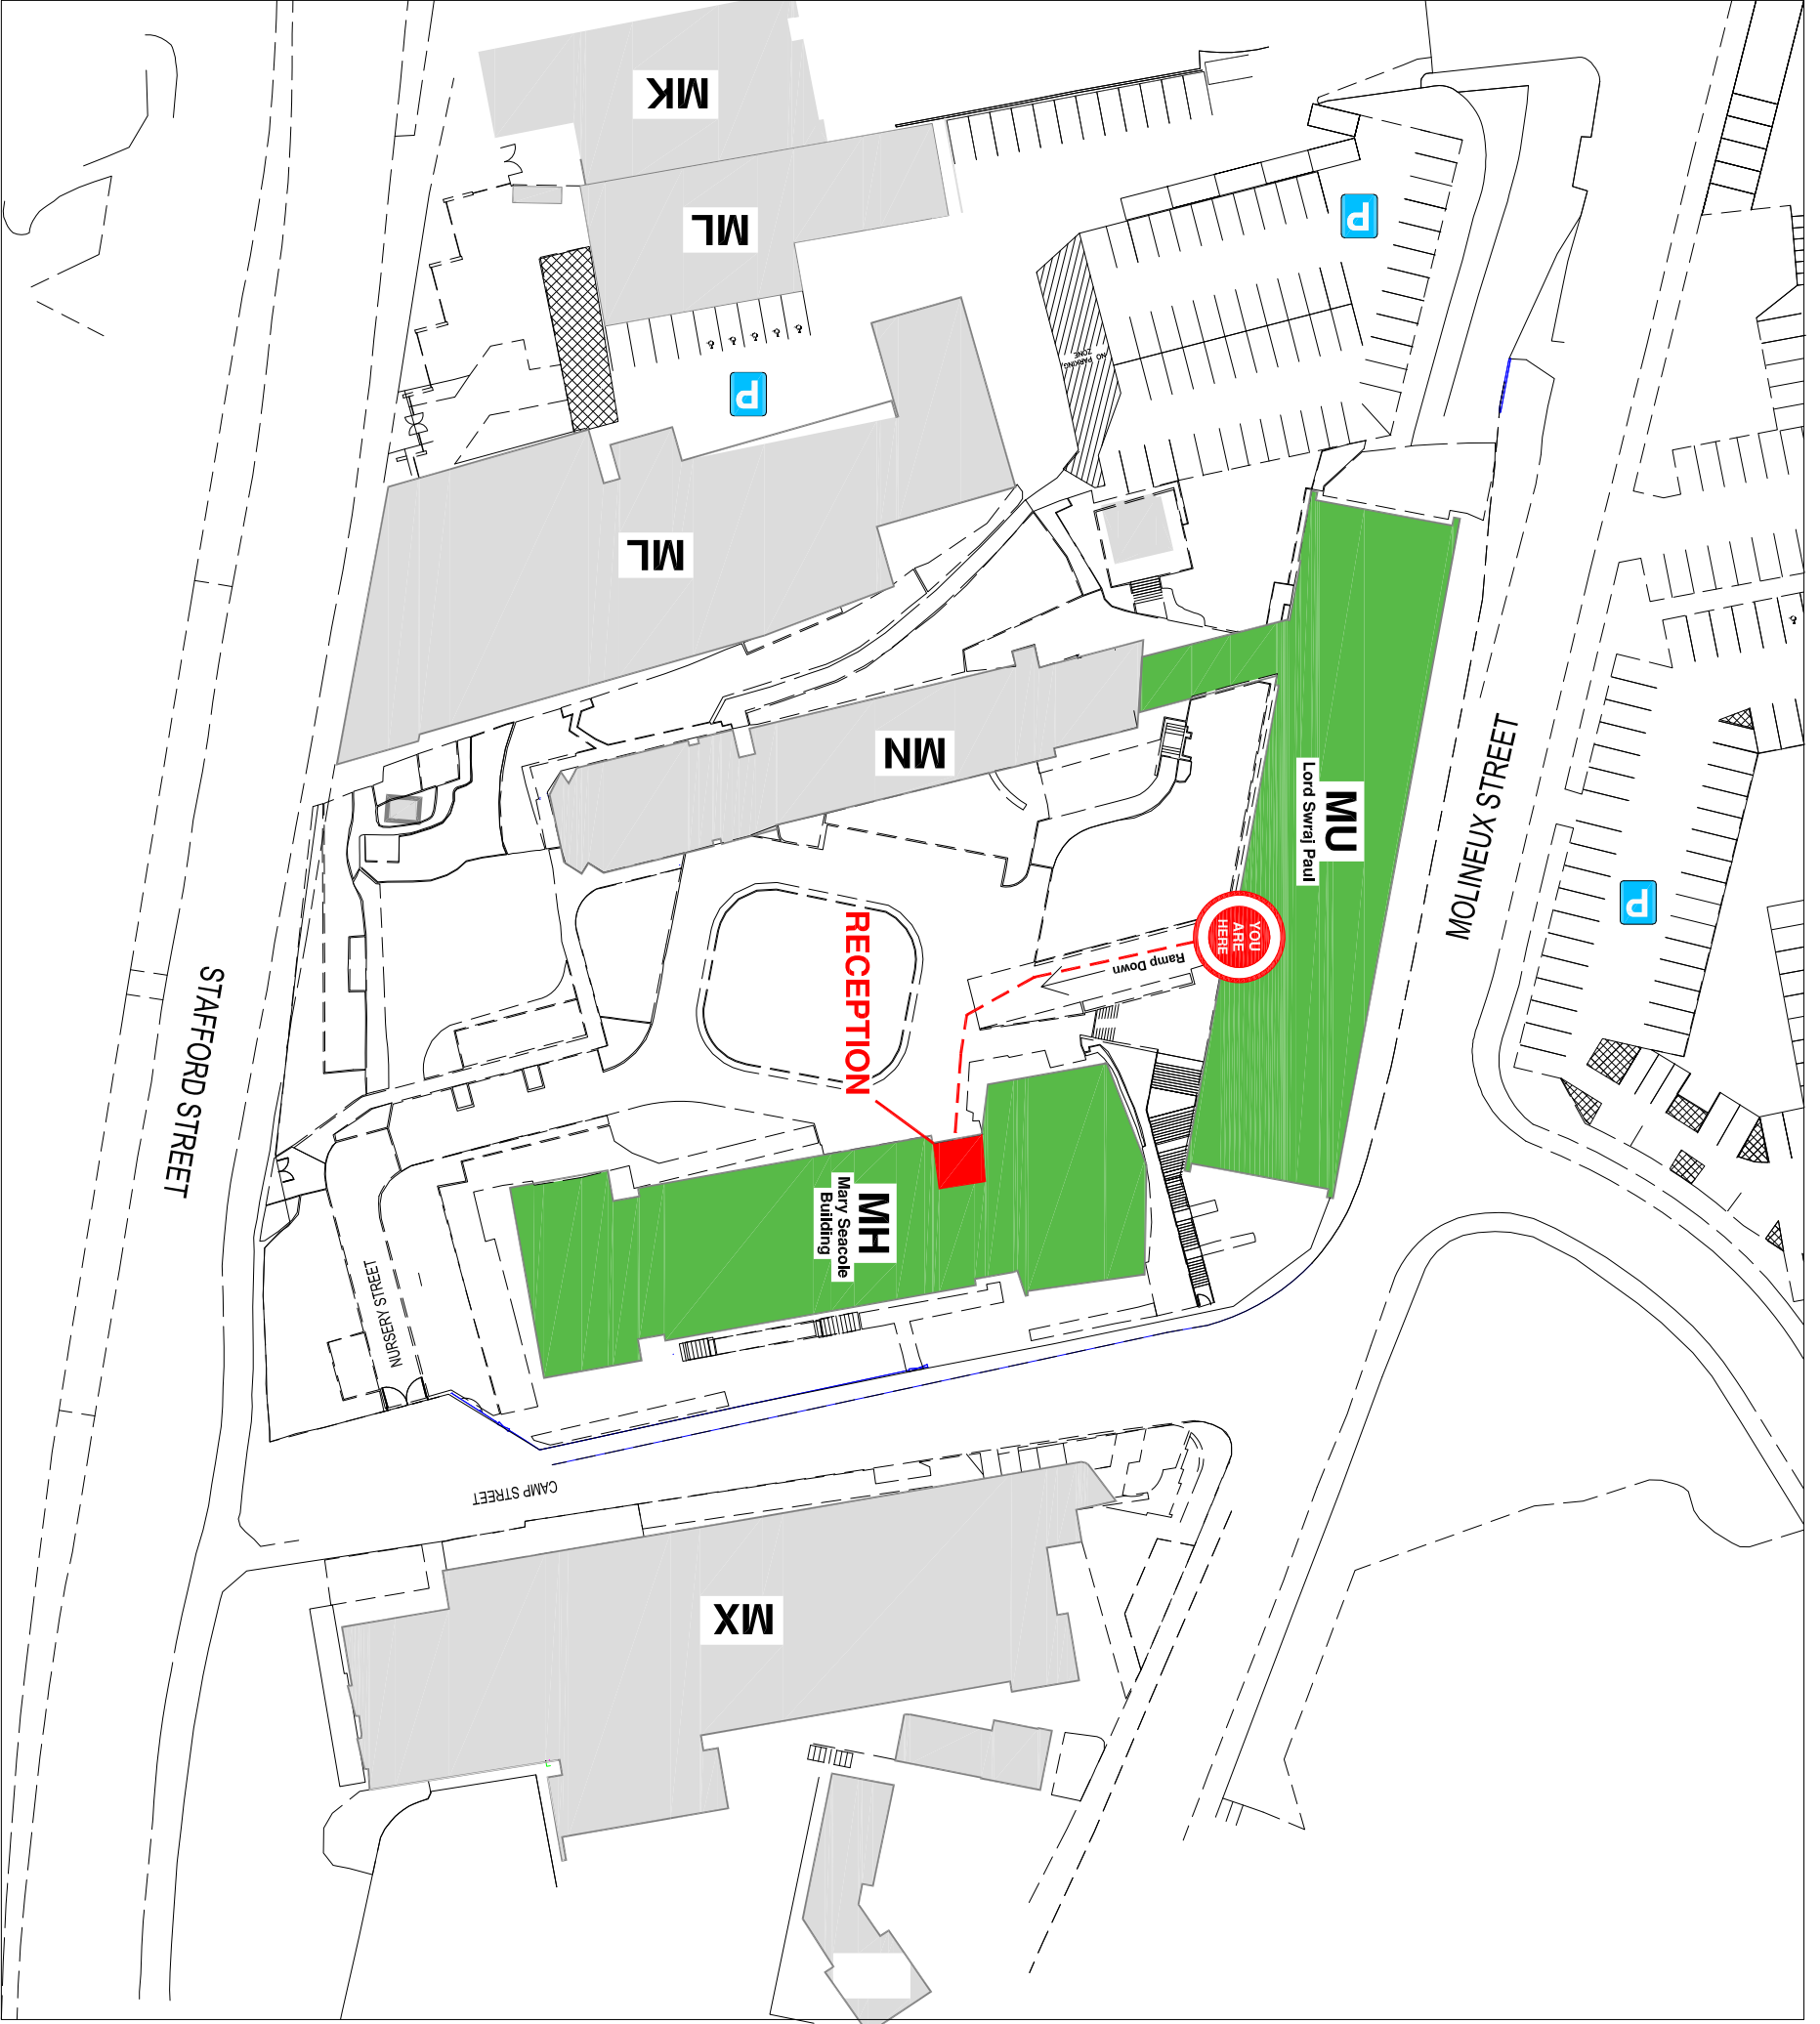 MK
ML
P
P
NO PARKING
ZONE
ML
MN
MU
Lord Swraj Paul
MOLINEUX STREET
P
YOU
ARE
HERE
Ramp Down
RECEPTION
STAFFORD STREET
MH
Mary Seacole
Building
NURSERY STREET
CAMP STREET
MX